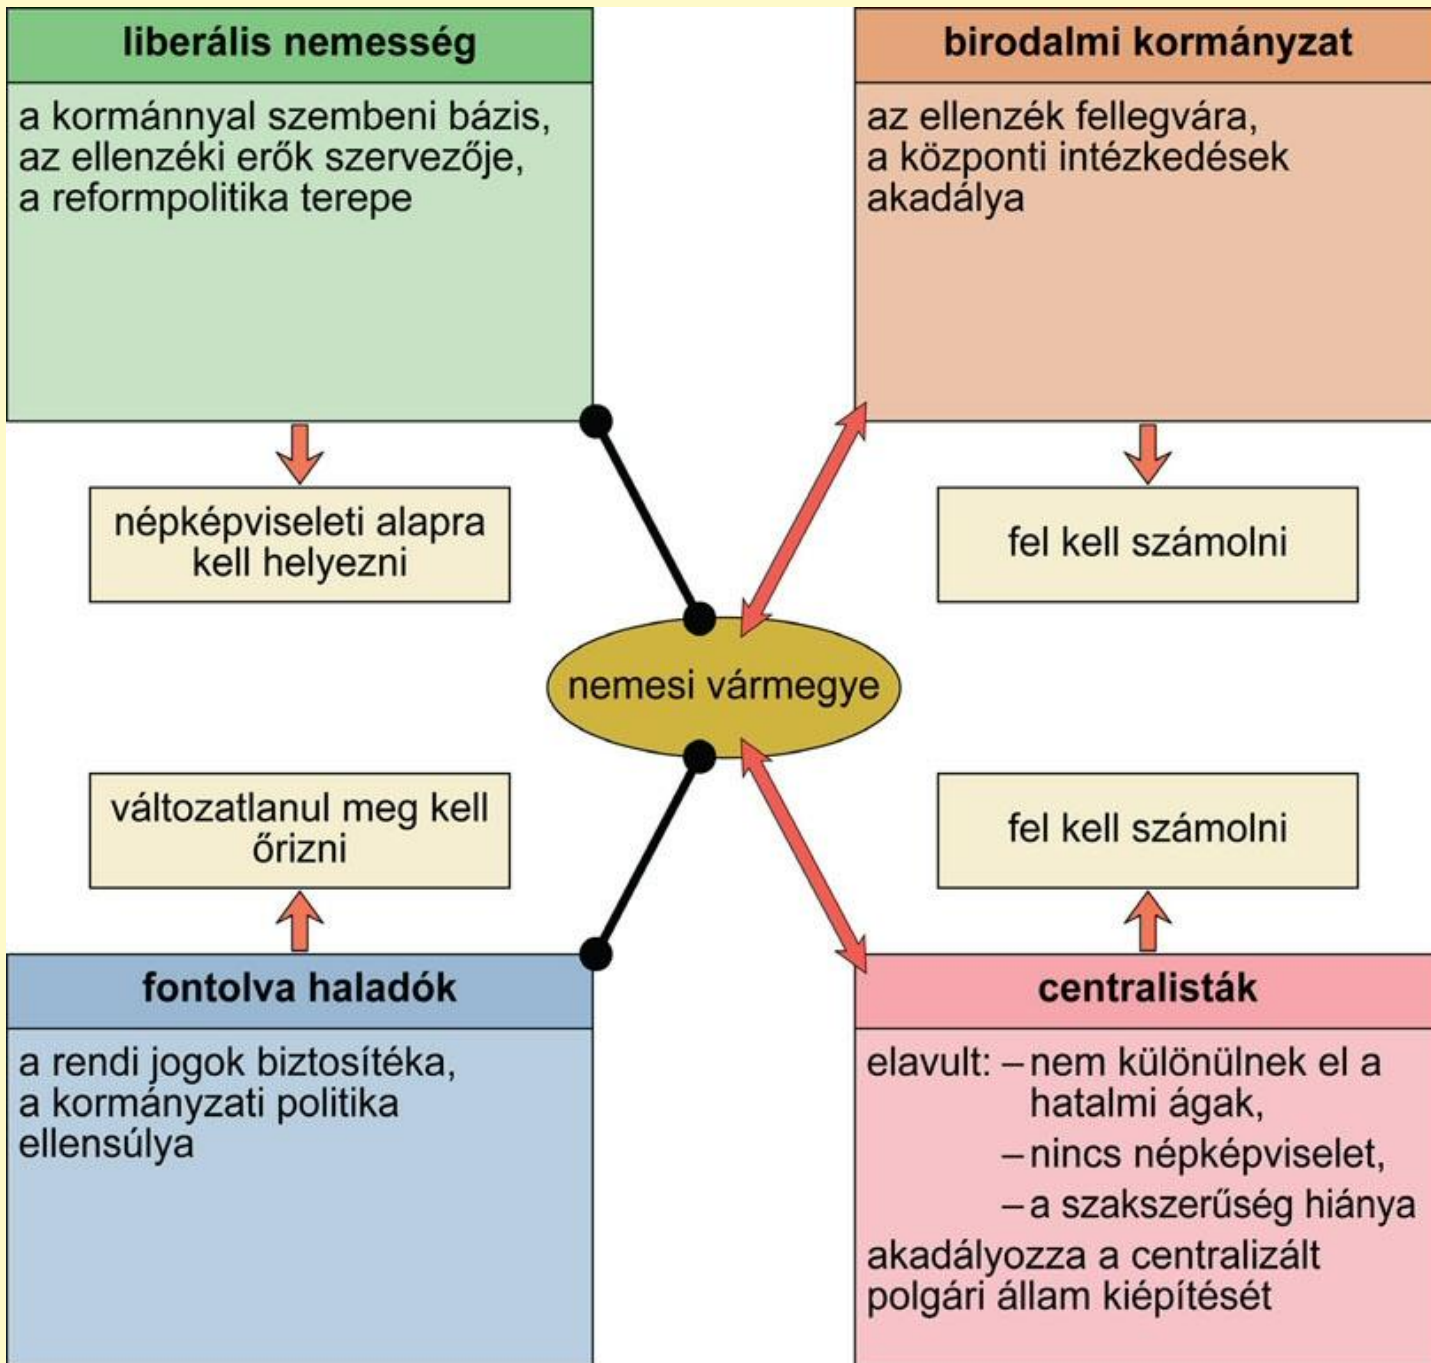 liberális nemesség
a kormánnyal szembeni bázis,
az ellenzéki erők szervezője,
a reformpolitika terepe
népképviseleti alapra
kell helyezni
birodalmi kormányzat
az ellenzék fellegvára,
a központi intézkedések
akadálya
fel kell számolni
nemesi vármegye
változatlanul meg kell
őrizni
fontolva haladók
a rendi jogok biztosítéka,
a kormányzati politika
ellensúlya
fel kell számolni
centralisták
elavult: – nem különülnek el a
hatalmi ágak,
– nincs népképviselet,
– a szakszerűség hiánya
akadályozza a centralizált
polgári állam kiépítését